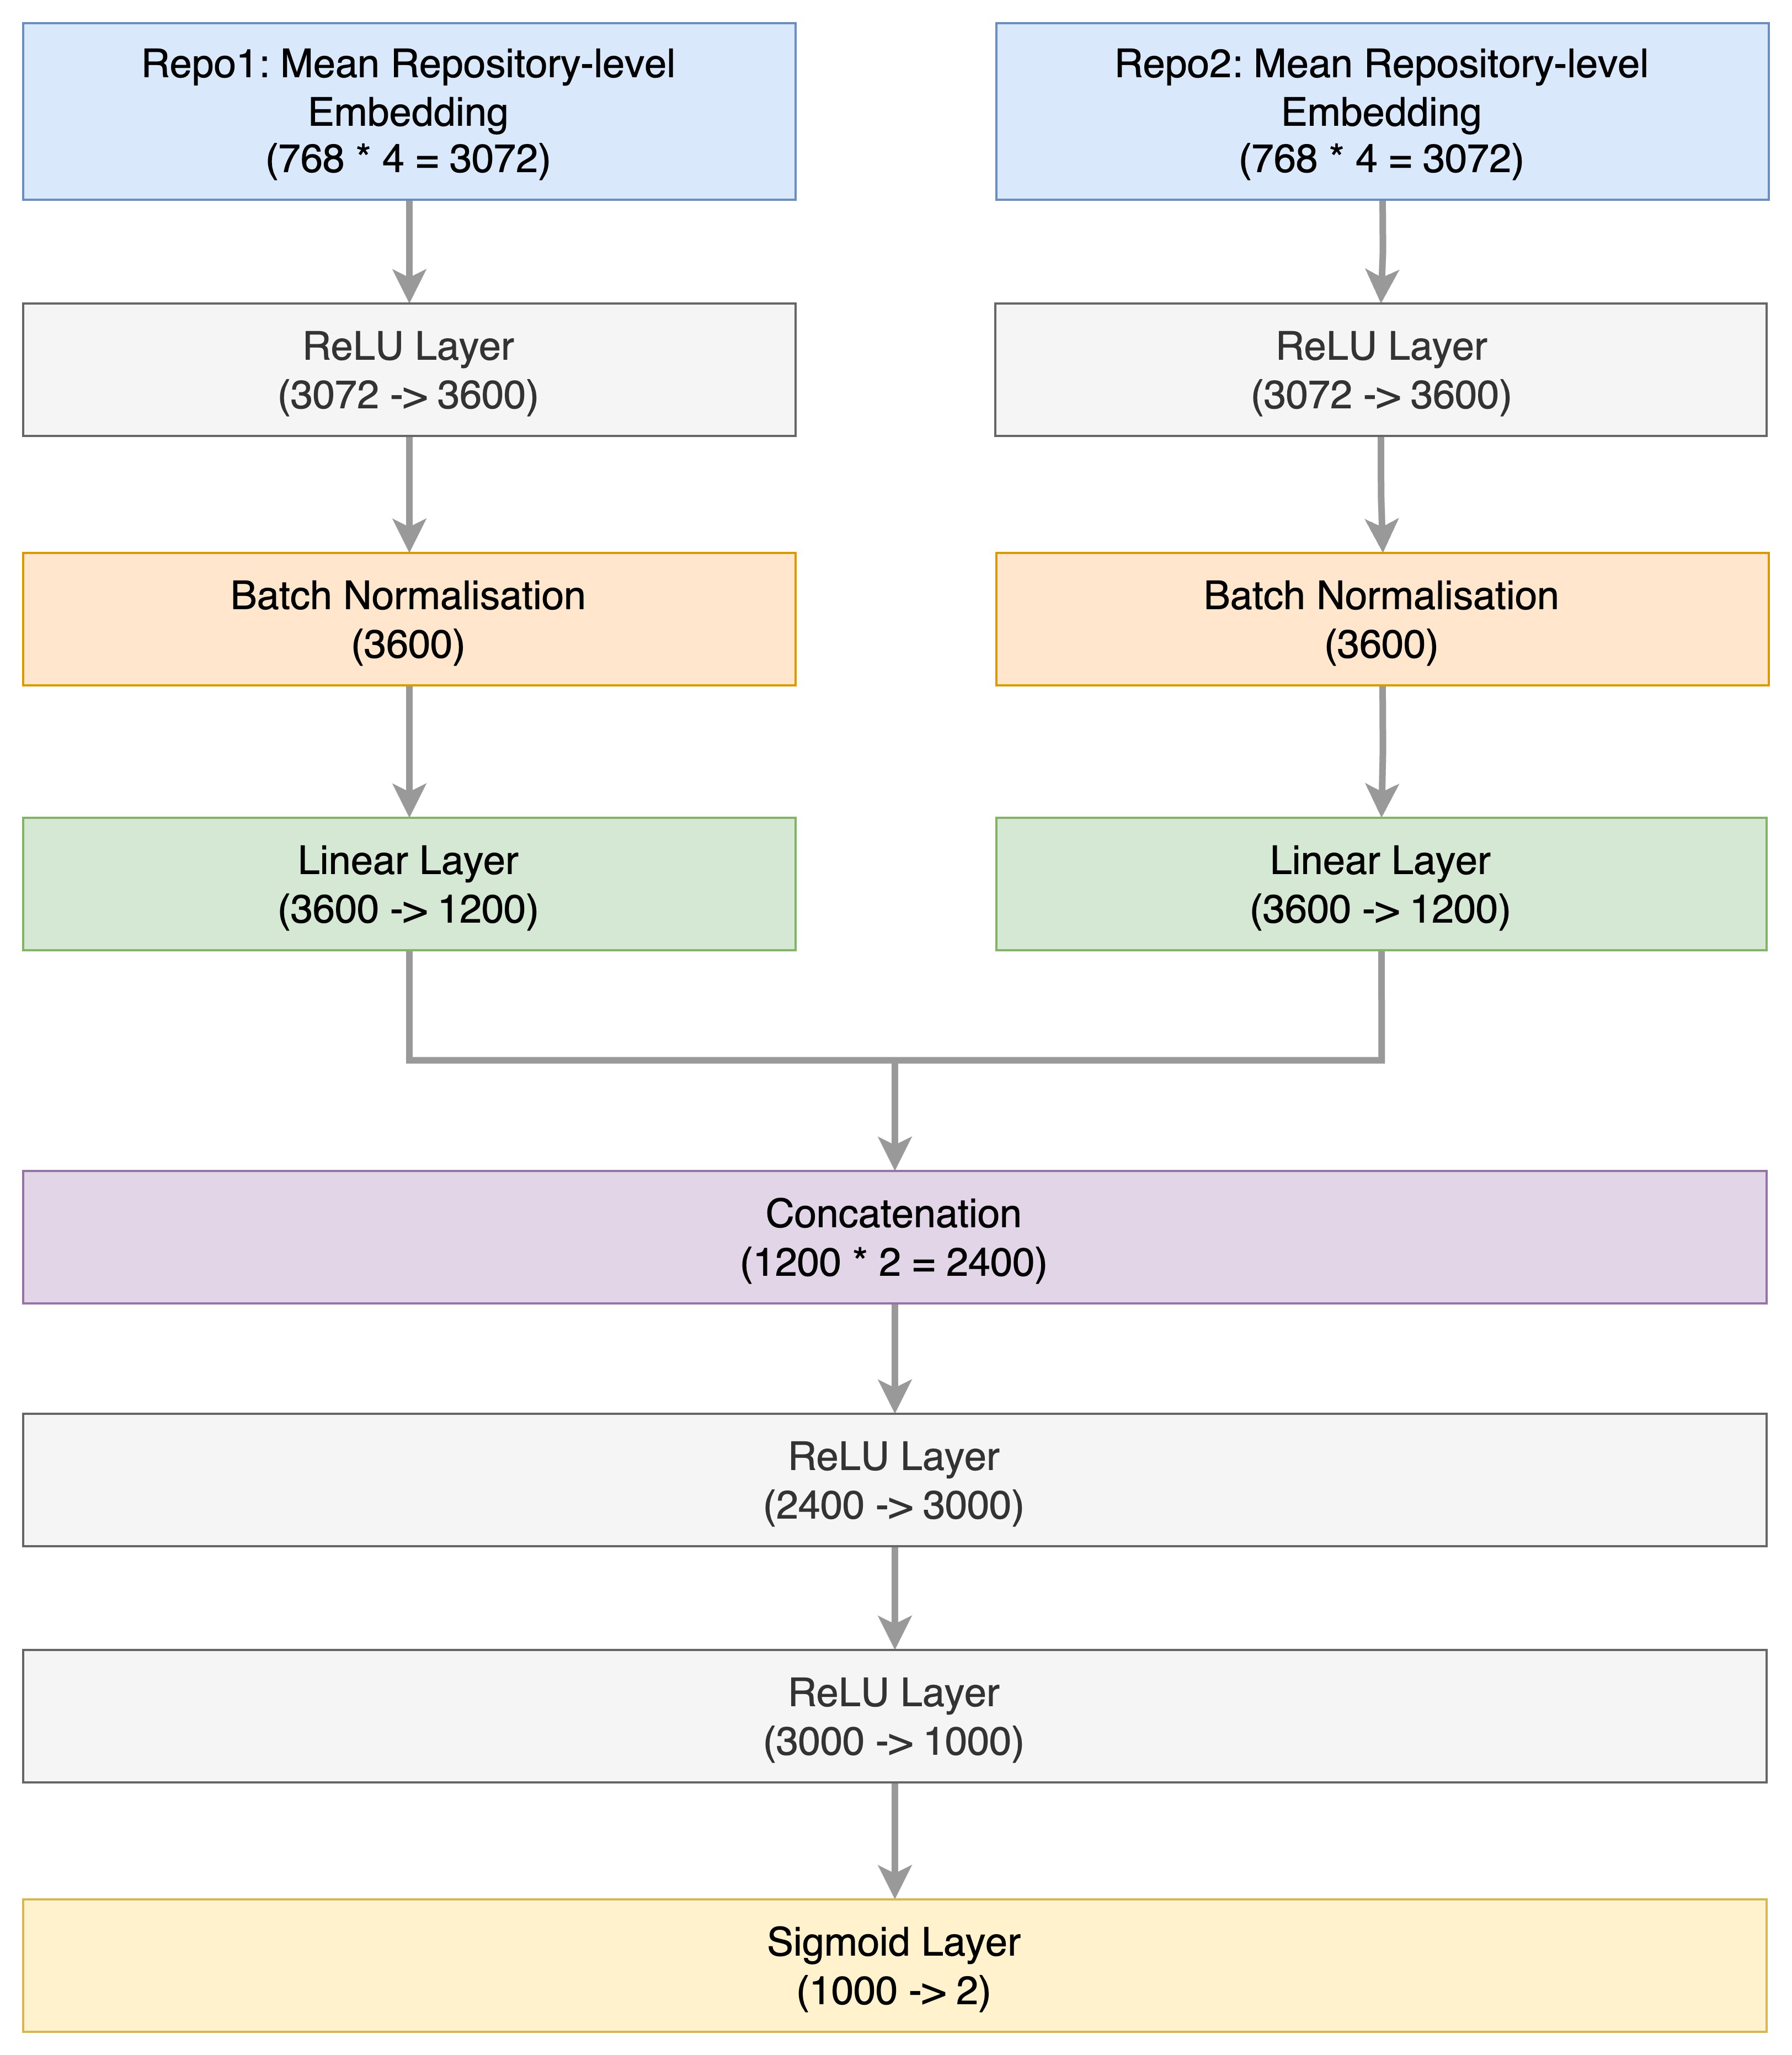 Repo1: Mean Repository-level
Embedding
(768 * 4 = 3072)
Repo2: Mean Repository-level
Embedding
(768 * 4 = 3072)
ReLU Layer
(3072 -> 3600)
ReLU Layer
(3072 -> 3600)
Batch Normalisation
(3600)
Batch Normalisation
(3600)
Linear Layer
(3600 -> 1200)
Linear Layer
(3600 -> 1200)
Concatenation
(1200 * 2 = 2400)
ReLU Layer
(2400 -> 3000)
ReLU Layer
(3000 -> 1000)
Sigmoid Layer
(1000 -> 2)